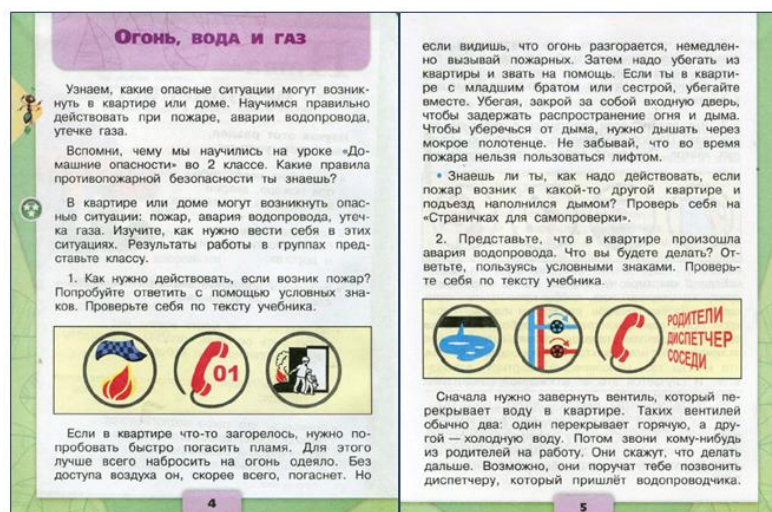 Огонь, вода и газ
Узнаем, какие опасные ситуации могут возник-
нуть в квартире или доме. Научимся правильно
действовать при пожаре, аварии водопровода,
утечке газа.
Вспомни, чему мы научились на уроке «До-
машние опасности» во 2 классе. Какие правила
противопожарной безопасности ты знаешь?
В квартире или доме могут возникнуть опас-
ные ситуации: пожар, авария водопровода, утеч-
ка газа. Изучите, как нужно вести себя в этих
ситуациях. Результаты работы в группах пред-
ставьте классу.
1. Как нужно действовать, если возник пожар?
Попробуйте ответить с помощью условных зна-
ков. Проверьте себя по тексту учебника.
01
Если в квартире что-то загорелось, нужно по-
пробовать быстро погасить пламя. Для этого
лучше всего набросить на огонь одеяло. Без
доступа воздуха он, скорее всего, погаснет. Но
4
если видишь, что огонь разгорается, немедлен-
но вызывай пожарных. Затем надо убегать из
квартиры и звать на помощь. Если ты в кварти-
ре с младшим братом или сестрой, убегайте
вместе. Убегая, закрой за собой входную дверь,
чтобы задержать распространение огня и дыма.
Чтобы уберечься от дыма, нужно дышать через
мокрое полотенце. Не забывай, что во время
пожара нельзя пользоваться лифтом.
• Знаешь ли ты, как надо действовать, если
пожар возник в какой-то другой квартире и
подъезд наполнился дымом? Проверь себя на
«Страничках для самопроверки».
2. Представьте, что в квартире произошла
авария водопровода. Что вы будете делать? От-
ветьте, пользуясь условными знаками. Проверь-
те себя по тексту учебника.
РОДИТЕЛИ
ДИСПЕТЧЕР
СОСЕДИ
Сначала нужно завернуть вентиль, который пе-
рекрывает воду в квартире. Таких вентилей
обычно два: один перекрывает горячую, а дру-
гой — холодную воду. Потом звони кому-нибудь
из родителей на работу. Они скажут, что делать
дальше. Возможно, они поручат тебе позвонить
диспетчеру, который пришлёт водопроводчика.
5